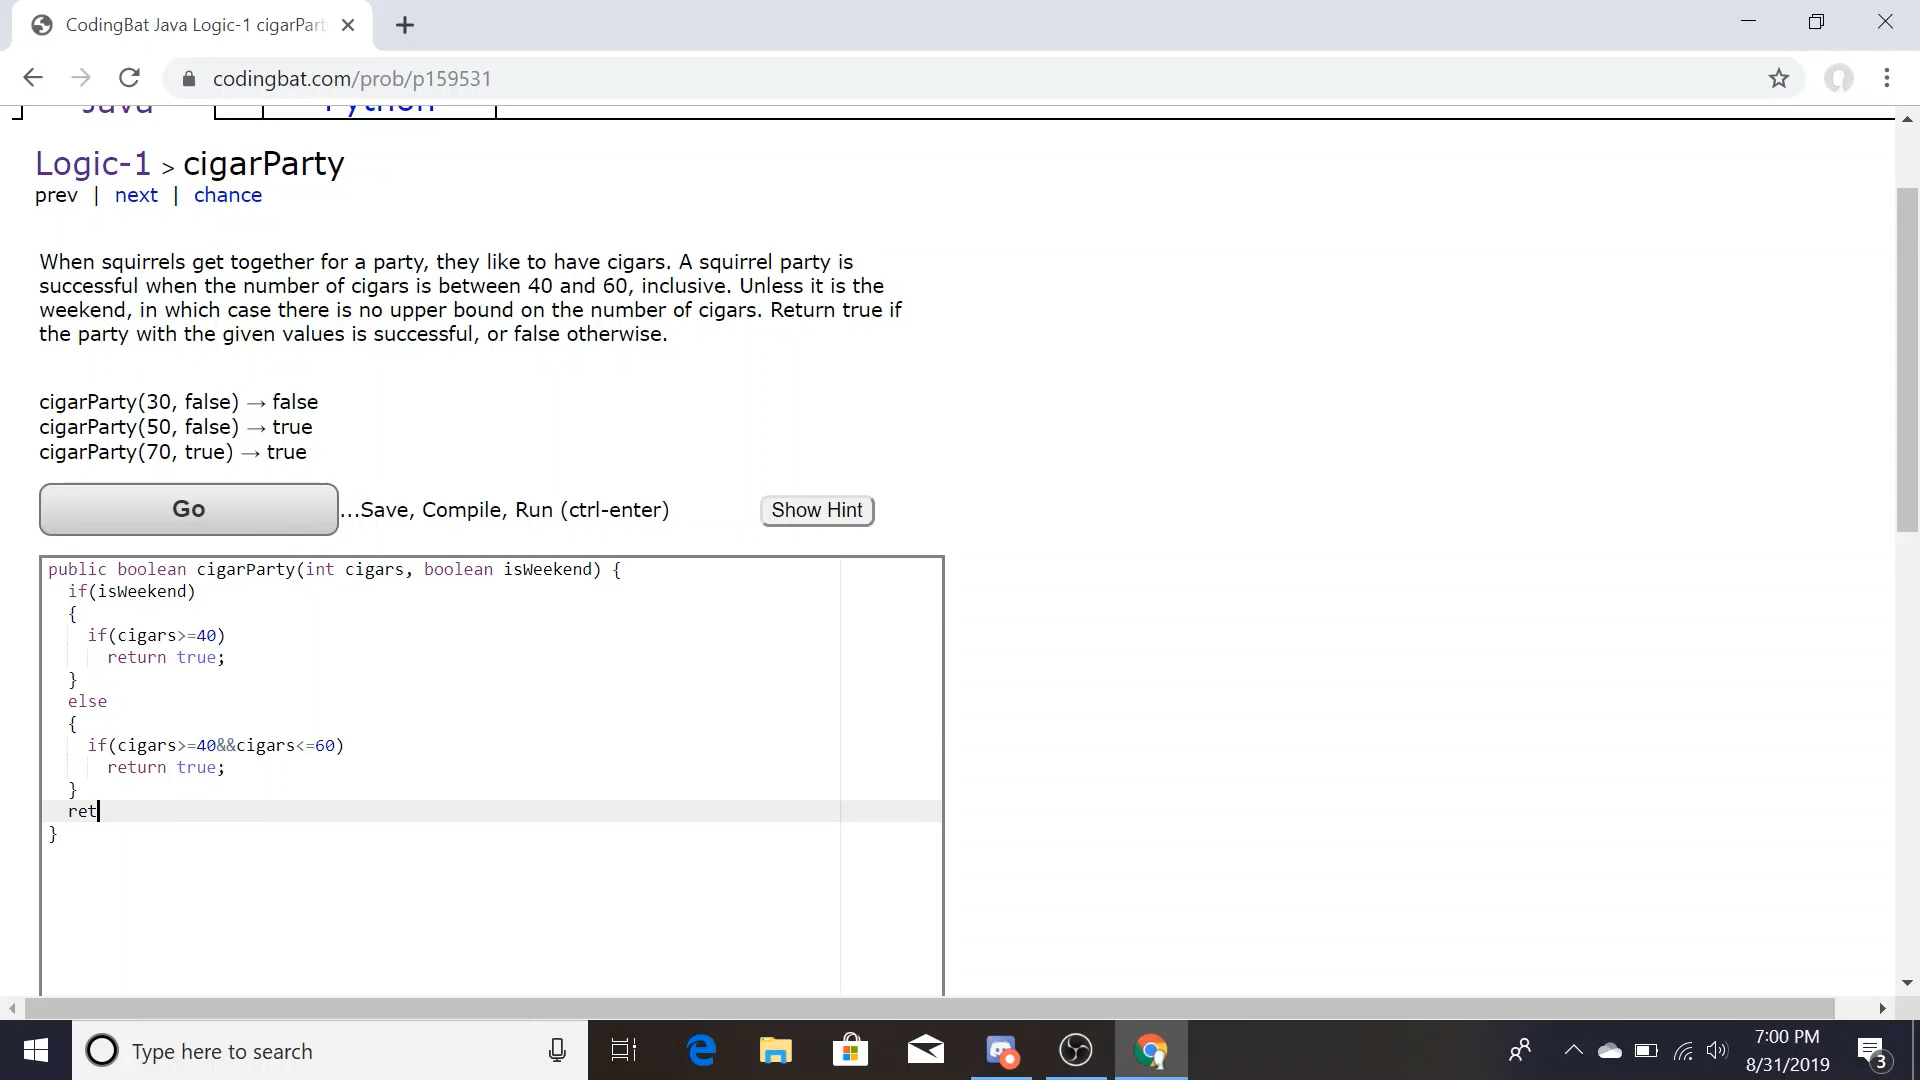 CodingBat Java Logic-1 cigarPart
codingbat.com/prob/p159531
Java Python
Logic-1 > cigarParty
prev | next | chance
When squirrels get together for a party, they like to have cigars. A squirrel party is
successful when the number of cigars is between 40 and 60, inclusive. Unless it is the
weekend, in which case there is no upper bound on the number of cigars. Return true if
the party with the given values is successful, or false otherwise.
cigarParty(30, false) → false
cigarParty(50, false) → true
cigarParty(70, true) → true
Go ...Save, Compile, Run (ctrl-enter) Show Hint
public boolean cigarParty(int cigars, boolean isWeekend) {
if(isWeekend)
{
if(cigars>=40)
return true;
}
else
{
if(cigars>=40&&cigars<=60)
return true;
}
ret
}
Type here to search
7:00 PM
8/31/2019
3